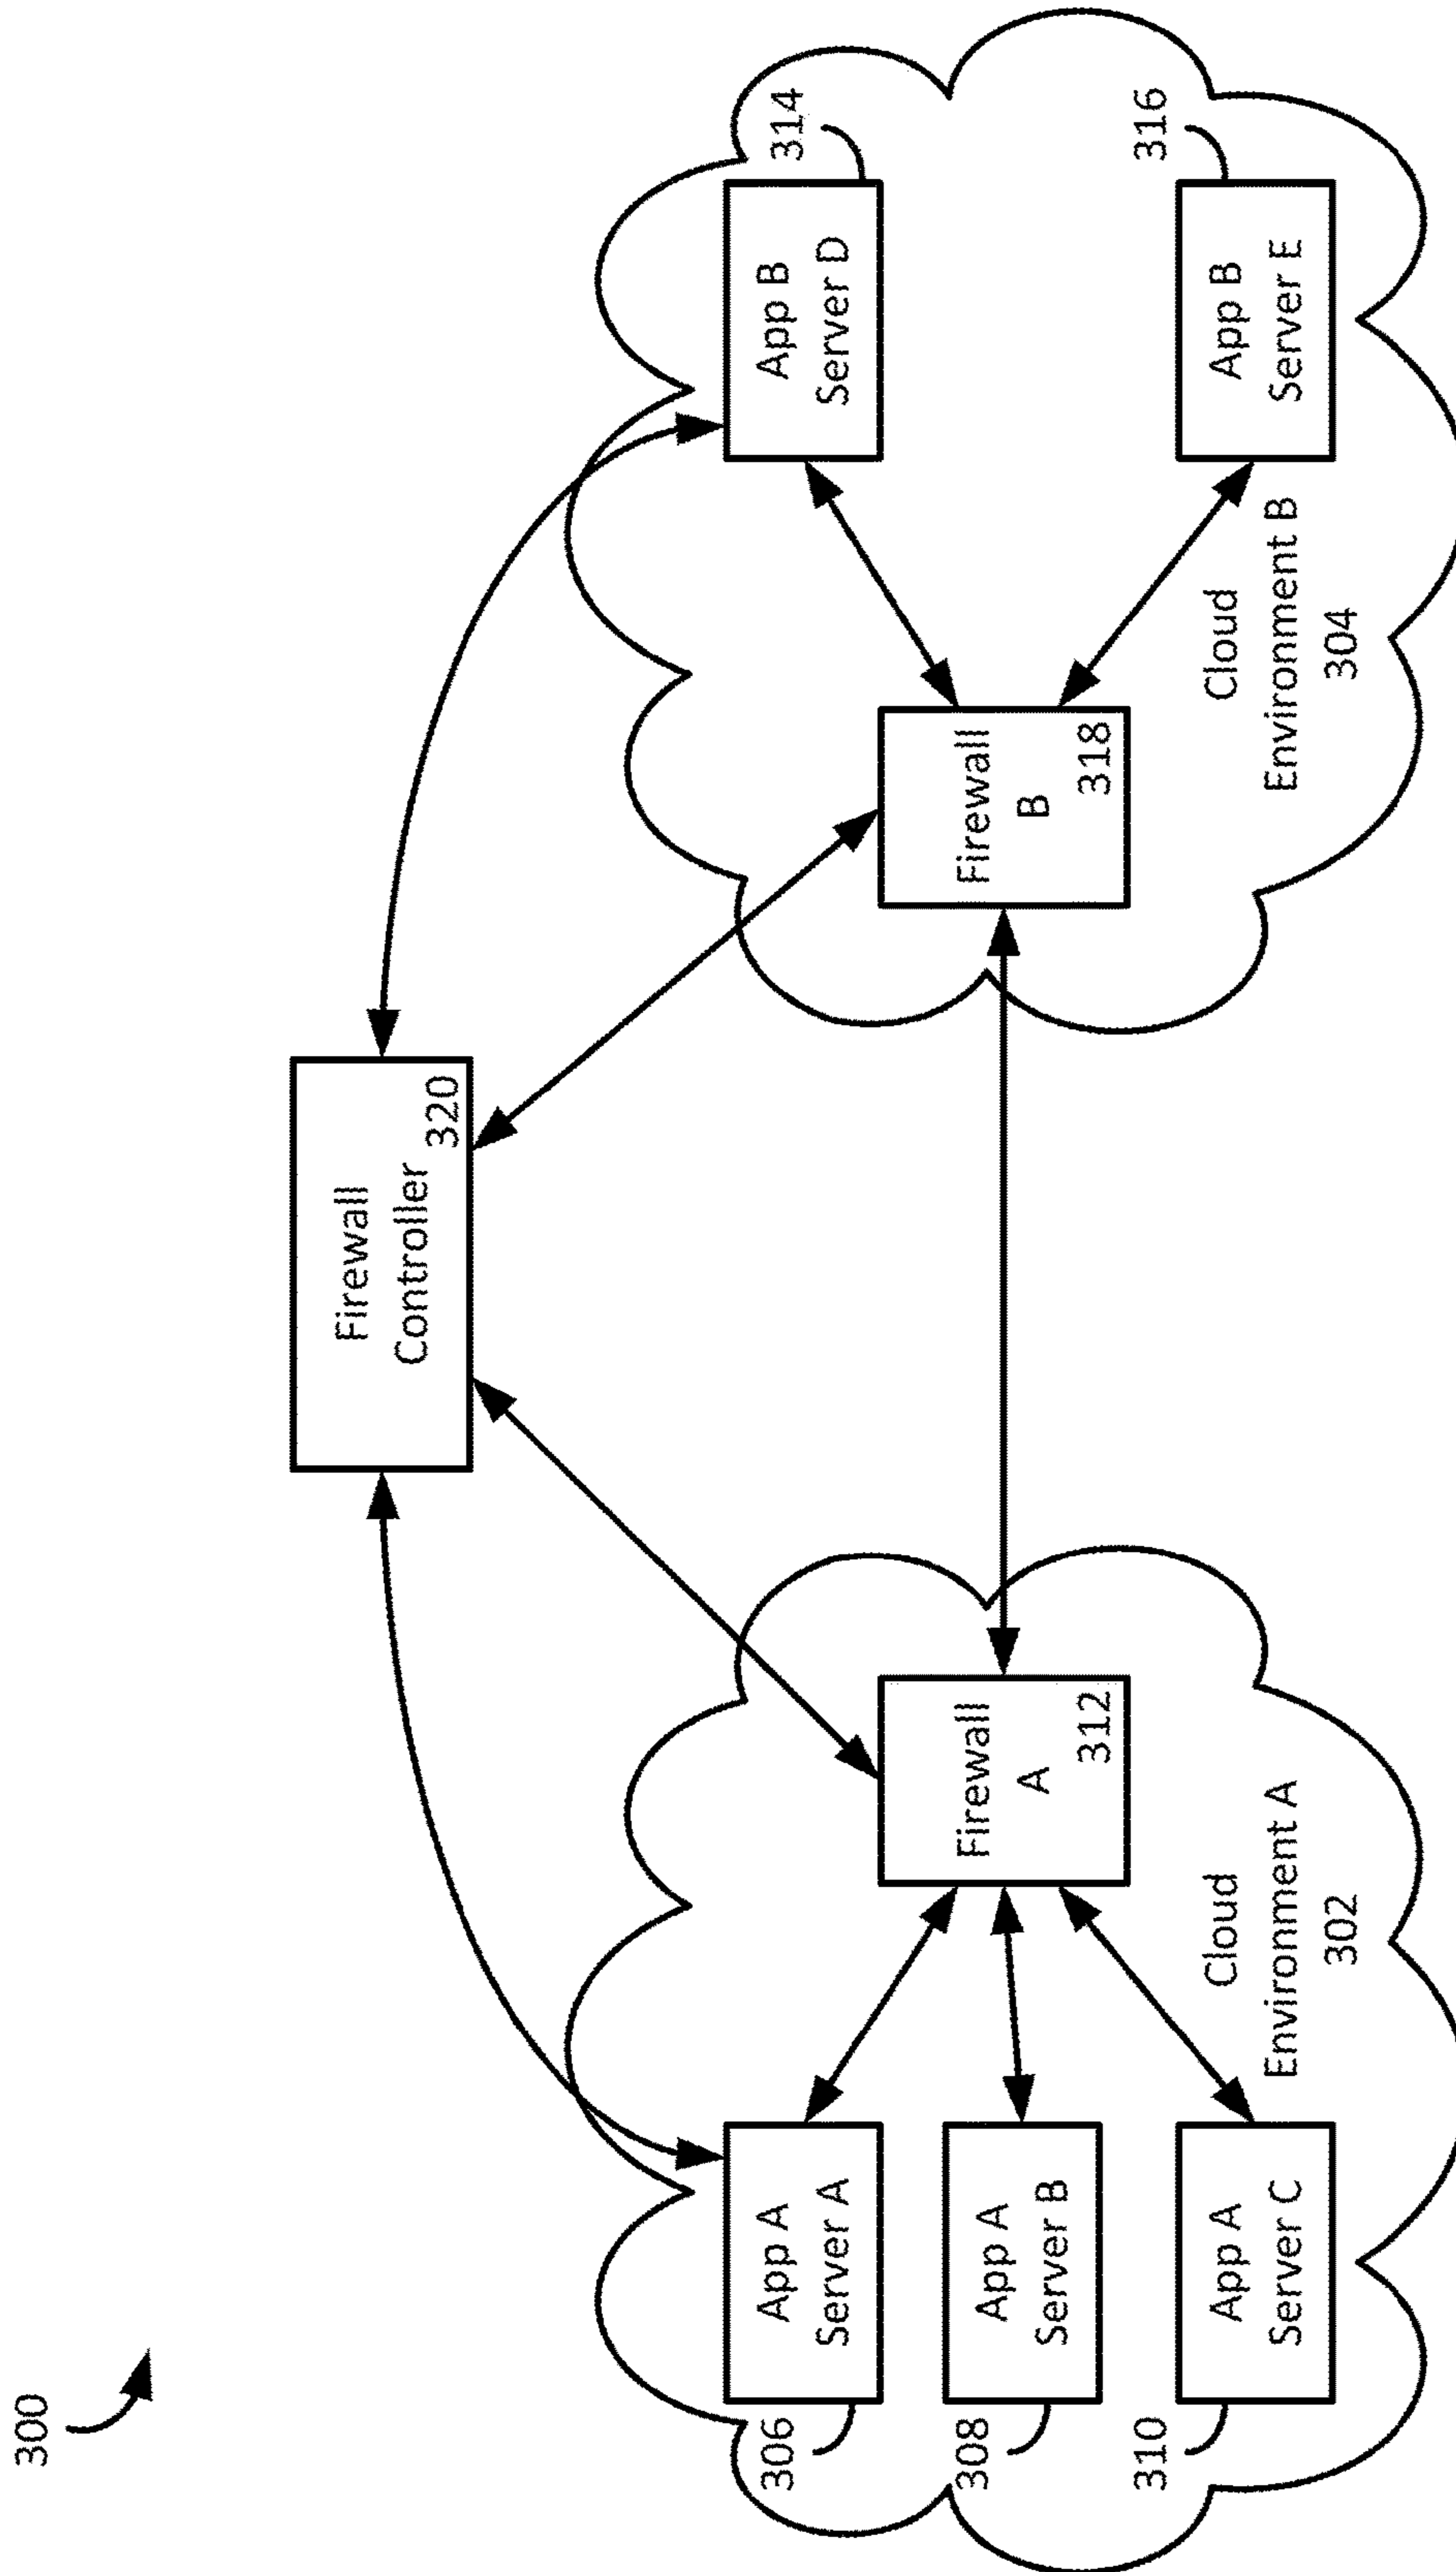 300
Firewall
Controller
320
306
App A
Server A
308
App A
Server B
310
App A
Server C
Firewall
A
312
Cloud
Environment A
302
Firewall
B
318
App B
Server D
314
App B
Server E
316
Cloud
Environment B
304